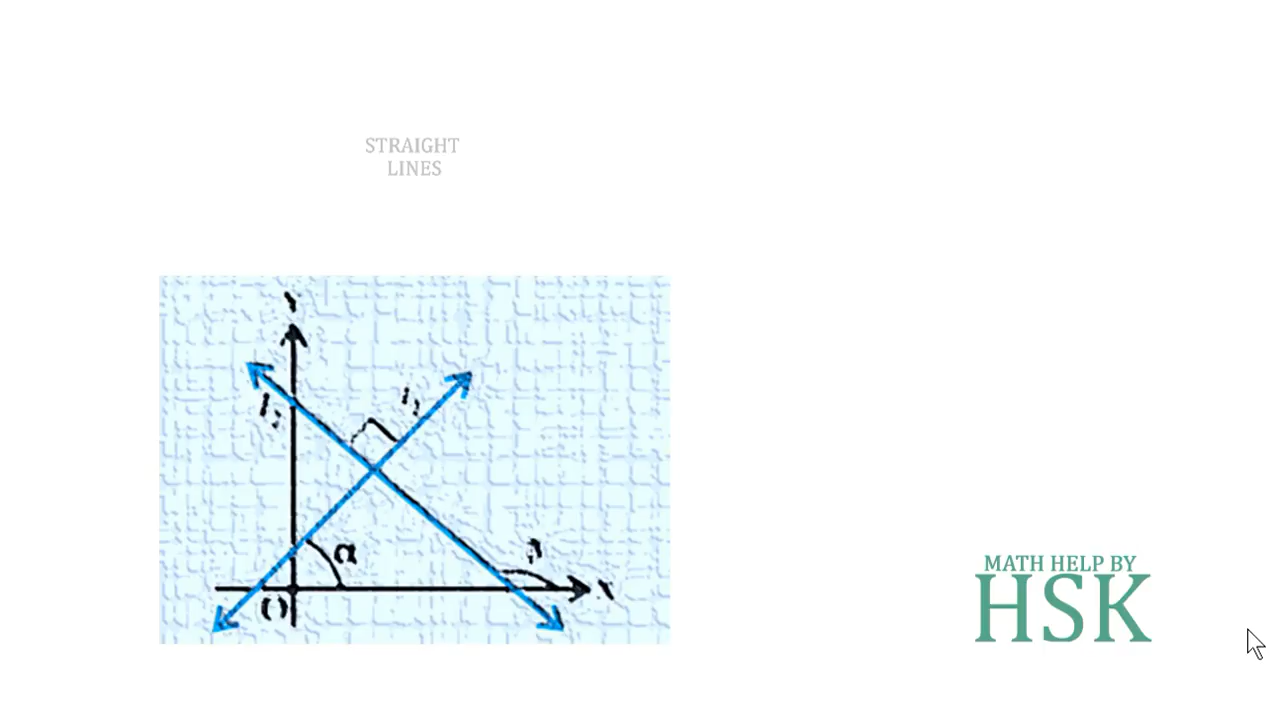 STRAIGHT
LINES
α
O
X
MATH HELP BY
HSK